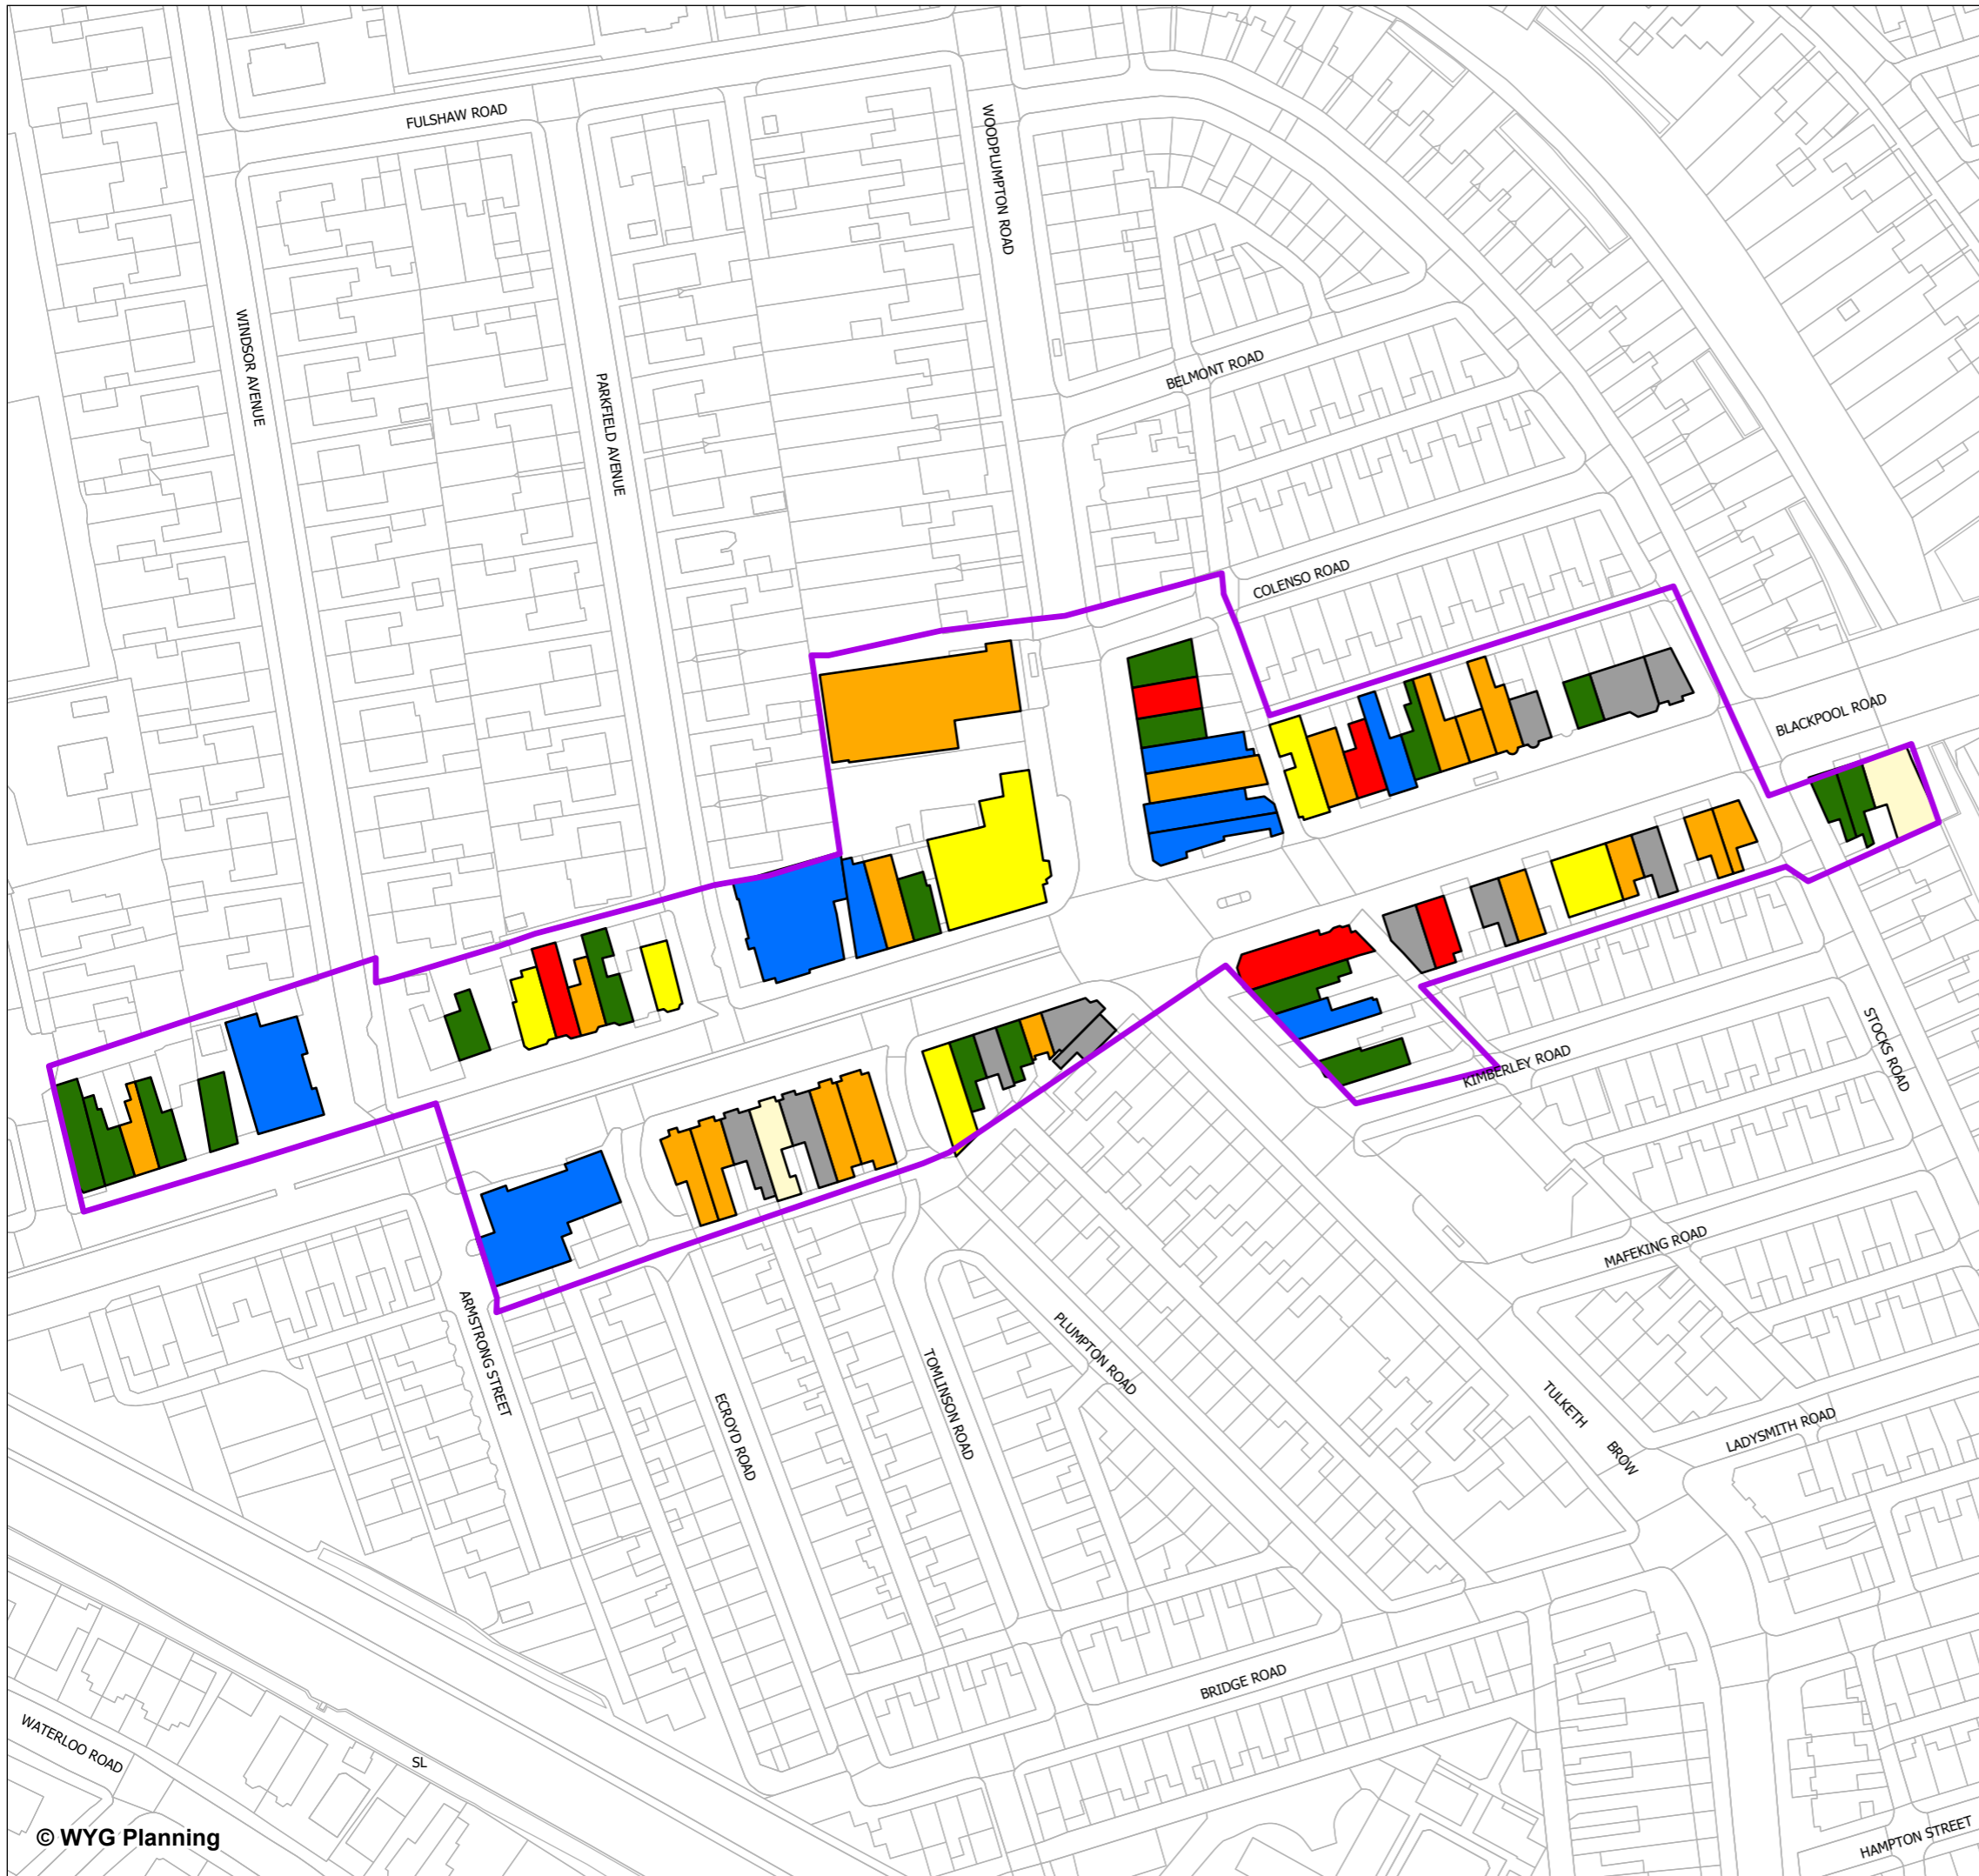 FULSHAW ROAD
WOODPLUMPTON ROAD
WINDSOR AVENUE
PARKFIELD AVENUE
BELMONT ROAD
COLENSO ROAD
BLACKPOOL ROAD
STOCKS ROAD
KIMBERLEY ROAD
MAFEKING ROAD
ARMSTRONG STREET
ECROYD ROAD
TOMLINSON ROAD
PLUMPTON ROAD
TULKETH
BROW
LADYSMITH ROAD
BRIDGE ROAD
WATERLOO ROAD
SL
© WYG Planning
HAMPTON STREET